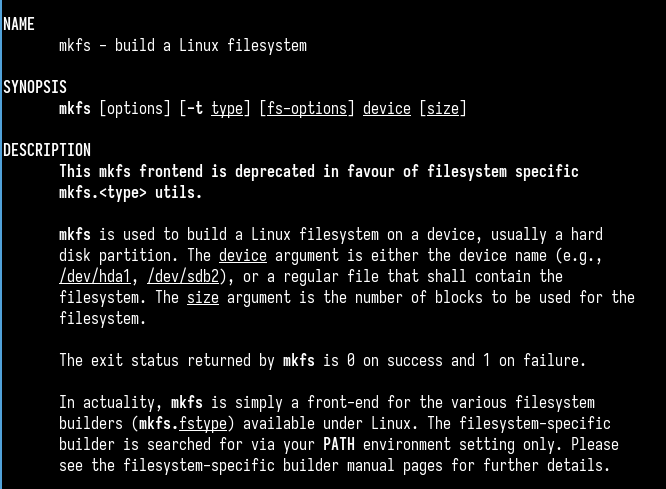 NAME
mkfs - build a Linux filesystem
SYNOPSIS
mkfs [options] [-t type] [fs-options] device [size]
DESCRIPTION
This mkfs frontend is deprecated in favour of filesystem specific
mkfs.<type> utils.
mkfs is used to build a Linux filesystem on a device, usually a hard
disk partition. The device argument is either the device name (e.g.,
/dev/hda1, /dev/sdb2), or a regular file that shall contain the
filesystem. The size argument is the number of blocks to be used for the
filesystem.
The exit status returned by mkfs is 0 on success and 1 on failure.
In actuality, mkfs is simply a front-end for the various filesystem
builders (mkfs.fstype) available under Linux. The filesystem-specific
builder is searched for via your PATH environment setting only. Please
see the filesystem-specific builder manual pages for further details.